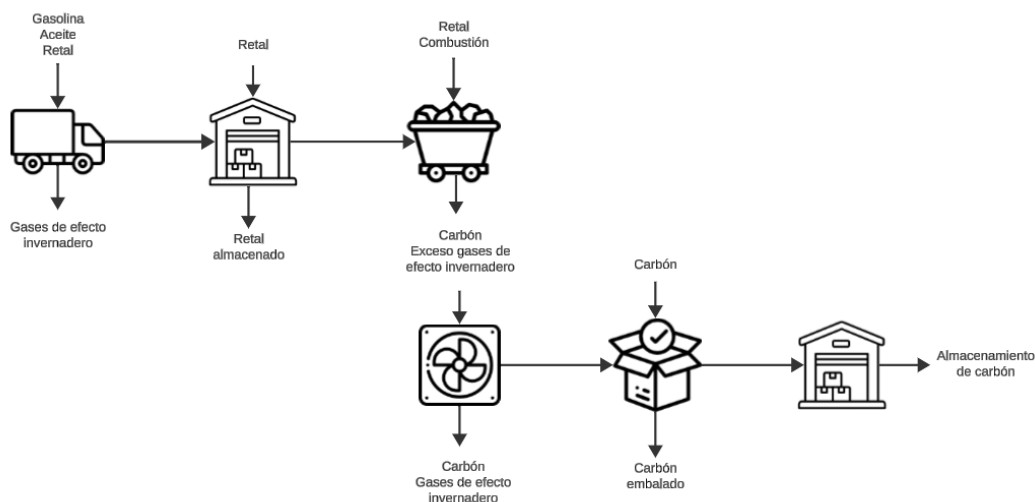 Gasolina
Aceite
Retal
Retal
Retal
Combustión
Gases de efecto
invernadero
Retal
almacenado
Carbón
Exceso gases de
efecto invernadero
Carbón
Almacenamiento
de carbón
Carbón
Gases de efecto
invernadero
Carbón
embalado